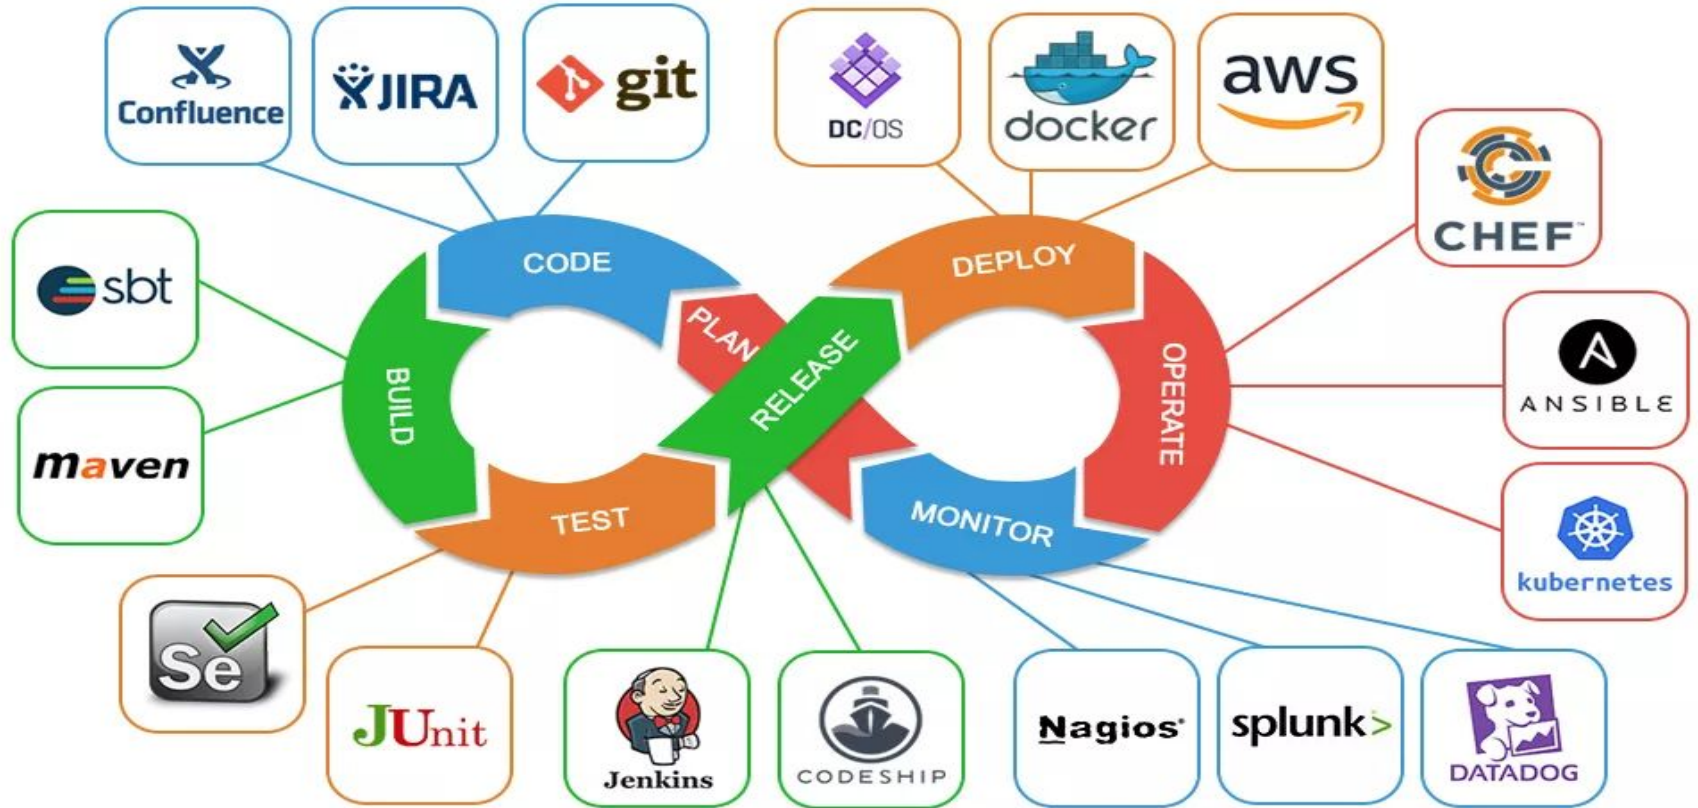 Confluence
JIRA
git
DC/OS
docker
aws
CHEF™
sbt
CODE
DEPLOY
PLAN
RELEASE
BUILD
OPERATE
ANSIBLE
maven
TEST
MONITOR
kubernetes
Se
JUnit
Jenkins
CODESHIP
Nagios®
splunk>
DATADOG